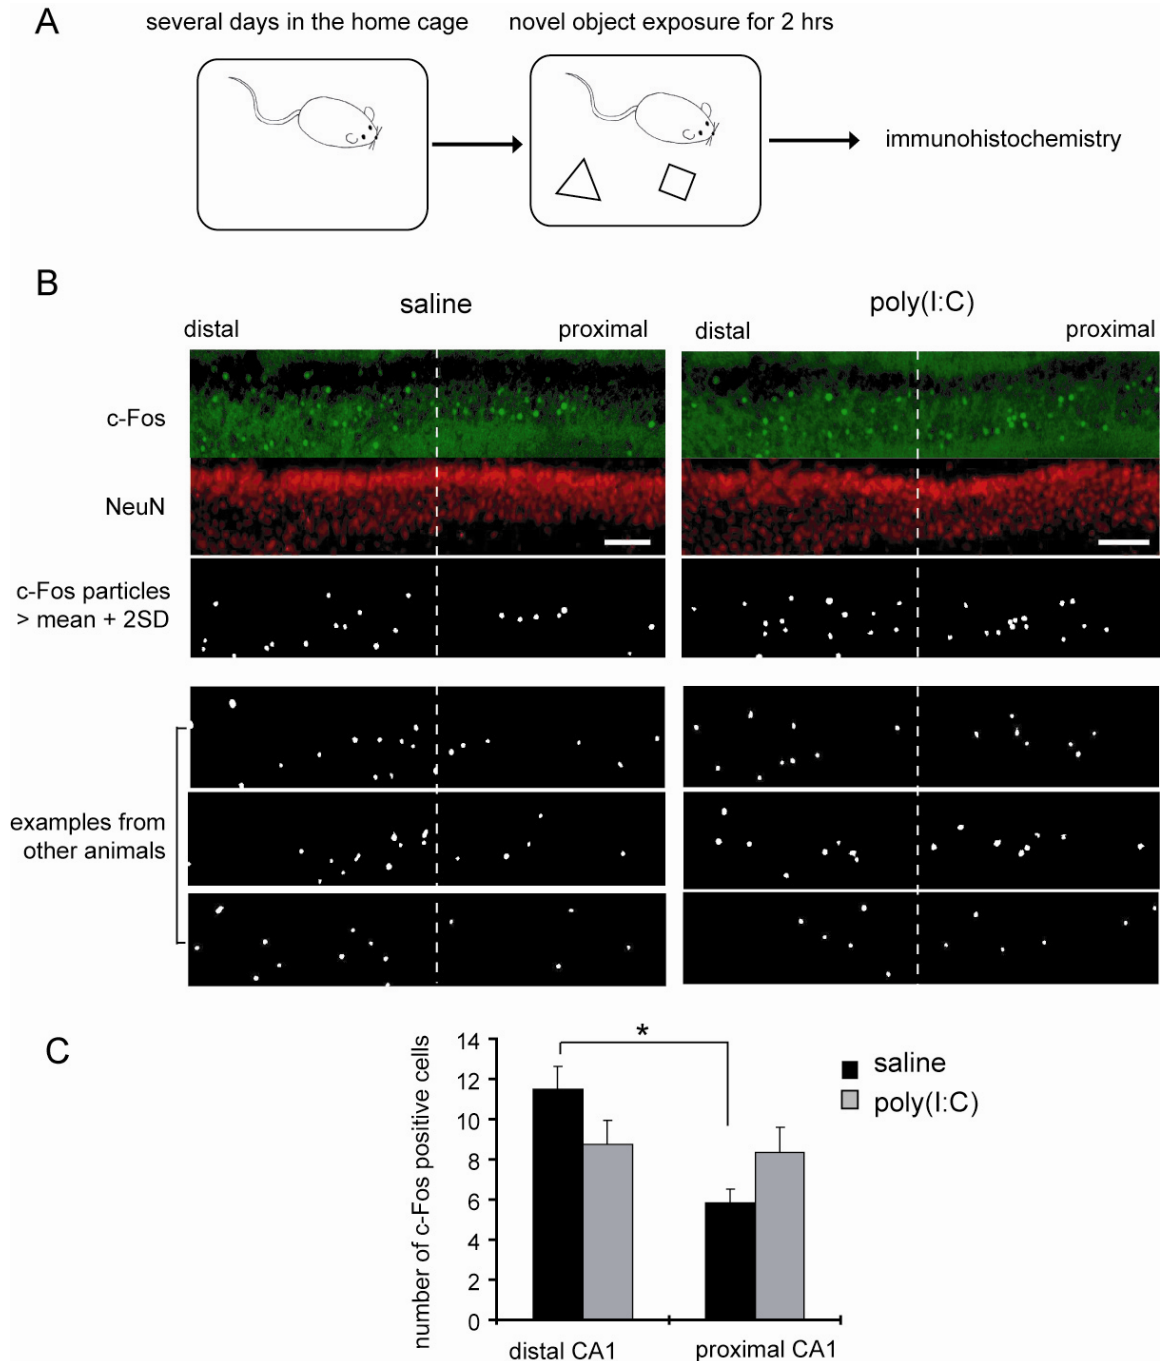 A
several days in the home cage
novel object exposure for 2 hrs
immunohistochemistry
B
saline
poly(I:C)
distal
proximal
distal
proximal
c-Fos
NeuN
c-Fos particles
> mean + 2SD
examples from
other animals
C
number of c-Fos positive cells
14
12
10
8
6
4
2
0
*
saline
poly(I:C)
distal CA1
proximal CA1